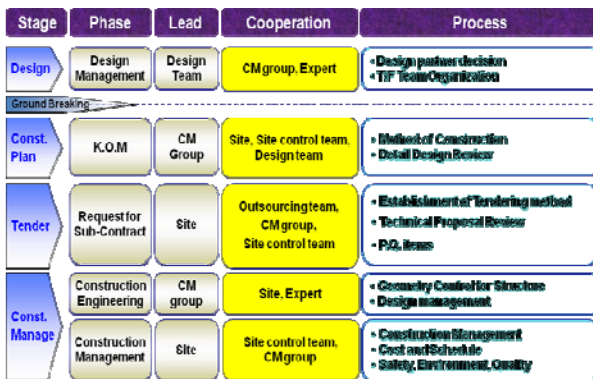 Stage Phase Lead Cooperation Process
Design
Design
Management
Design
Team
CM group, Expert
• Design partner decision
• T/F Team Organization
Ground Breaking
Const.
Plan
K.O.M
CM
Group
Site, Site control team,
Design team
• Method of Construction
• Detail Design Review
Tender
Request for
Sub-Contract
Site
Outsourcing team,
CM group,
Site control team
• Establishment of Tendering method
• Technical Proposal Review
• P.Q. items
Const.
Manage
Construction
Engineering
CM
group
Site, Expert
• Geometry Control for Structure
• Design management
Construction
Management
Site
Site control team,
CM group
• Construction Management
• Cost and Schedule
• Safety, Environment, Quality